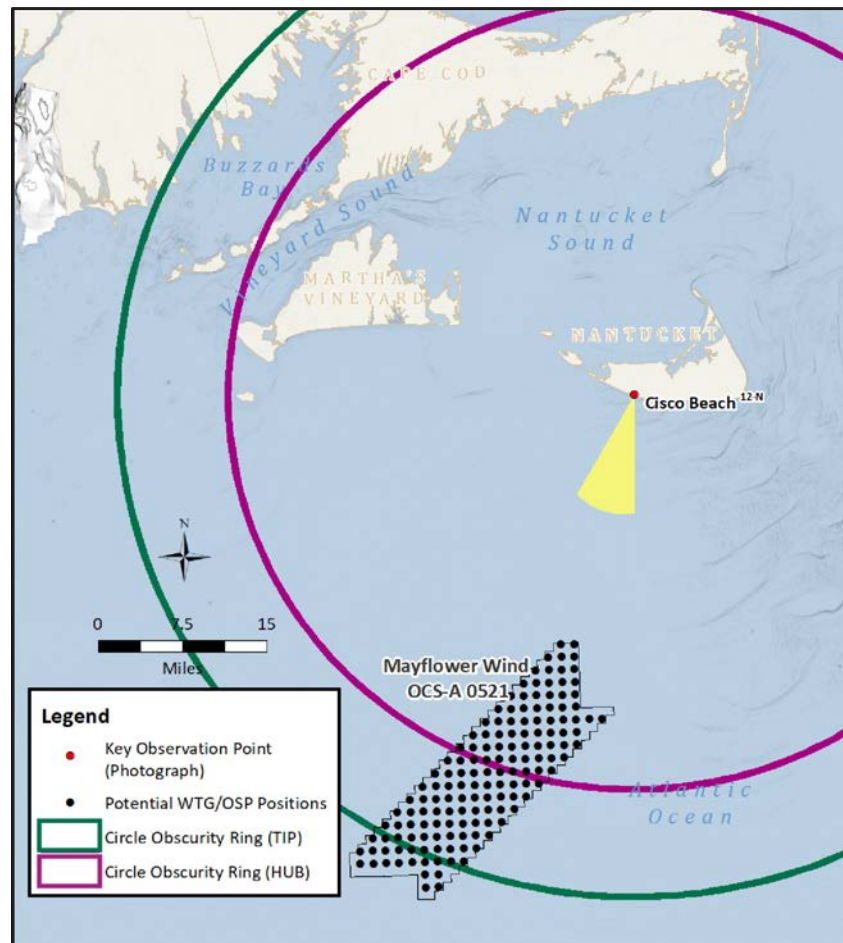 CAPE COD
Buzzards
Bay
Vineyard Sound
Nantucket
Sound
MARTHA'S
VINEYARD
NANTUCKET
Cisco Beach 12-N
N
0 7.5 15
Miles
Mayflower Wind
OCS-A 0521
Atlantic
Ocean
Legend
Key Observation Point
(Photograph)
Potential WTG/OSP Positions
Circle Obscurity Ring (TIP)
Circle Obscurity Ring (HUB)